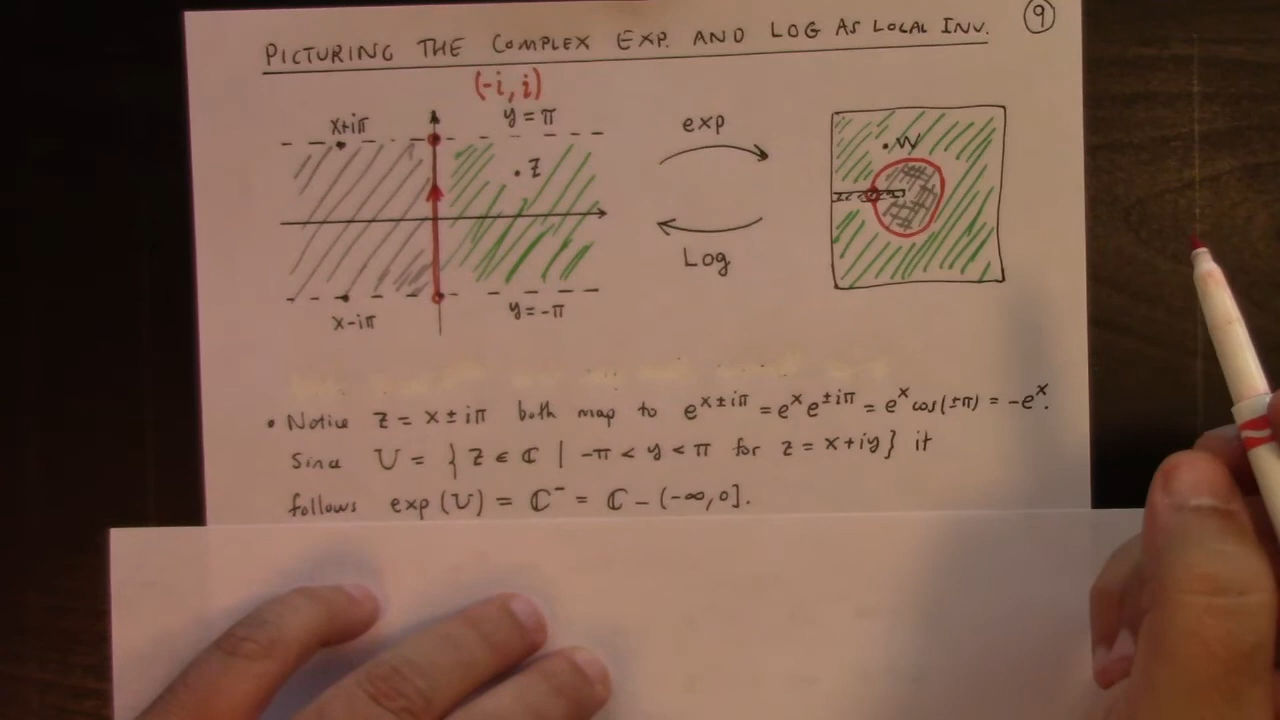 PICTURING THE COMPLEX EXP. AND LOG AS LOCAL INV.
9
(-i, i)
x+iπ
y = π
z
exp
w
Log
x-iπ
y = -π
• Notice z = x ± iπ both map to e^{x±iπ} = e^x e^{±iπ} = e^x cos(±π) = -e^x.
Since U = { z ∈ ℂ | -π < y < π for z = x+iy } it
follows exp(U) = ℂ⁻ = ℂ - (-∞, 0].